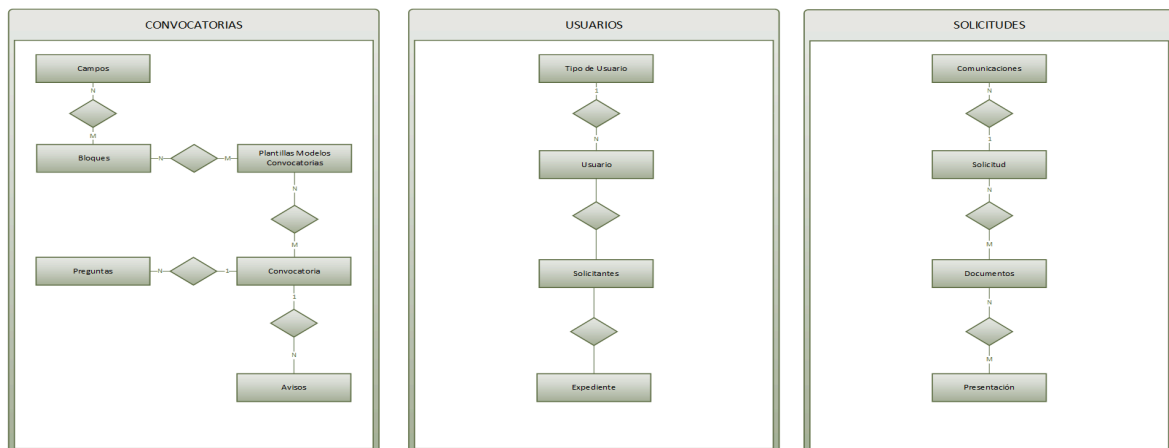 CONVOCATORIAS
Campos
N
M
Bloques
N
M
Plantillas Modelos
Convocatorias
N
M
Preguntas
N
1
Convocatoria
1
N
Avisos
USUARIOS
Tipo de Usuario
1
N
Usuario
Solicitantes
Expediente
SOLICITUDES
Comunicaciones
N
1
Solicitud
N
M
Documentos
N
M
Presentación